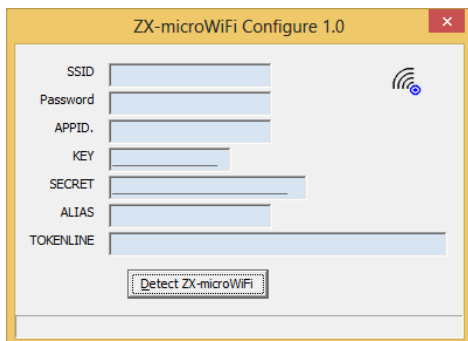 ZX-microWiFi Configure 1.0
SSID
Password
APPID.
KEY
SECRET
ALIAS
TOKENLINE
Detect ZX-microWiFi